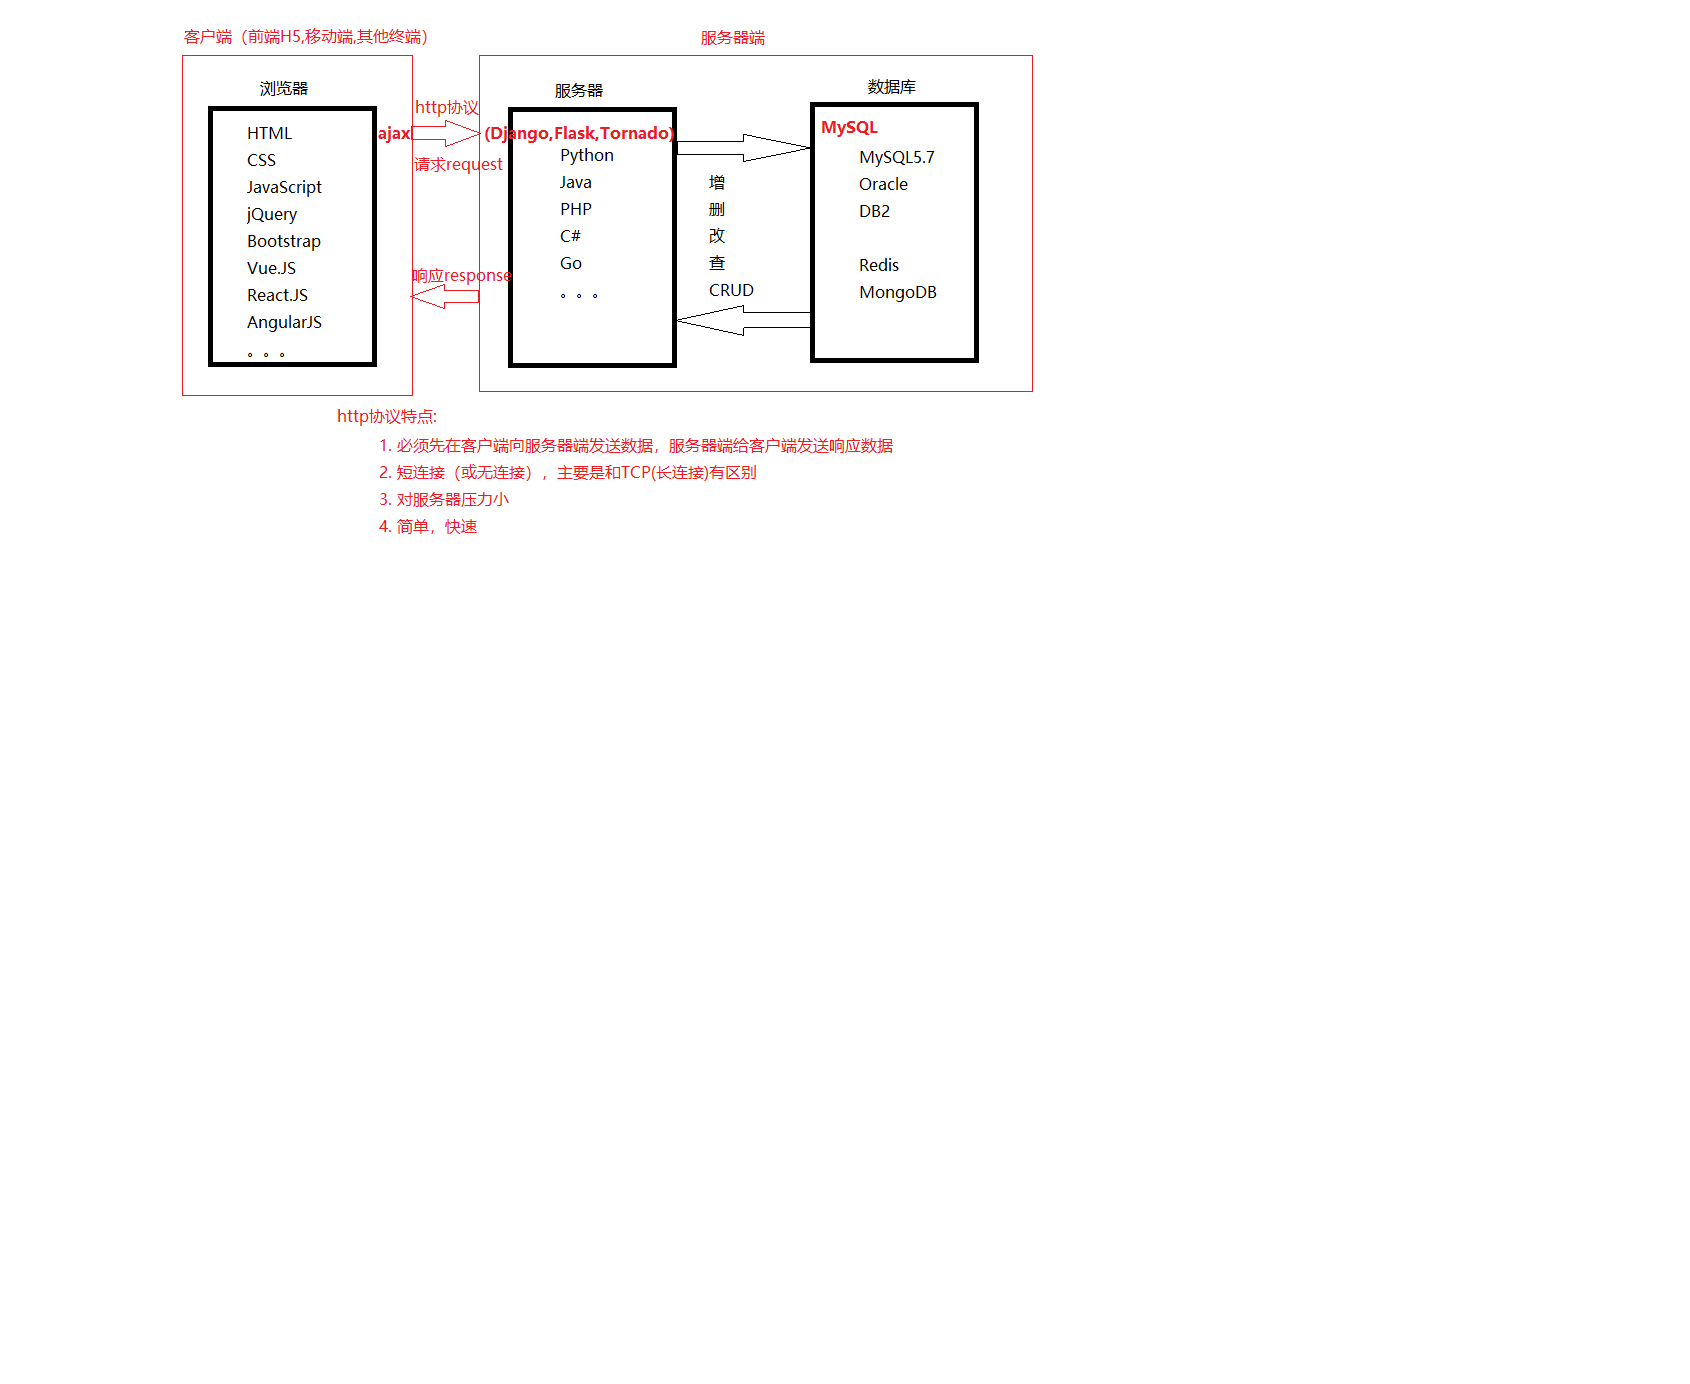 客户端（前端H5,移动端,其他终端）
服务器端
浏览器
服务器
数据库
HTML
CSS
JavaScript
jQuery
Bootstrap
Vue.JS
React.JS
AngularJS
。。。
ajax
http协议
请求request
响应response
(Django,Flask,Tornado)
Python
Java
PHP
C#
Go
。。。
增
删
改
查
CRUD
MySQL
MySQL5.7
Oracle
DB2
Redis
MongoDB
http协议特点:
1. 必须先在客户端向服务器端发送数据，服务器端给客户端发送响应数据
2. 短连接（或无连接），主要是和TCP(长连接)有区别
3. 对服务器压力小
4. 简单，快速